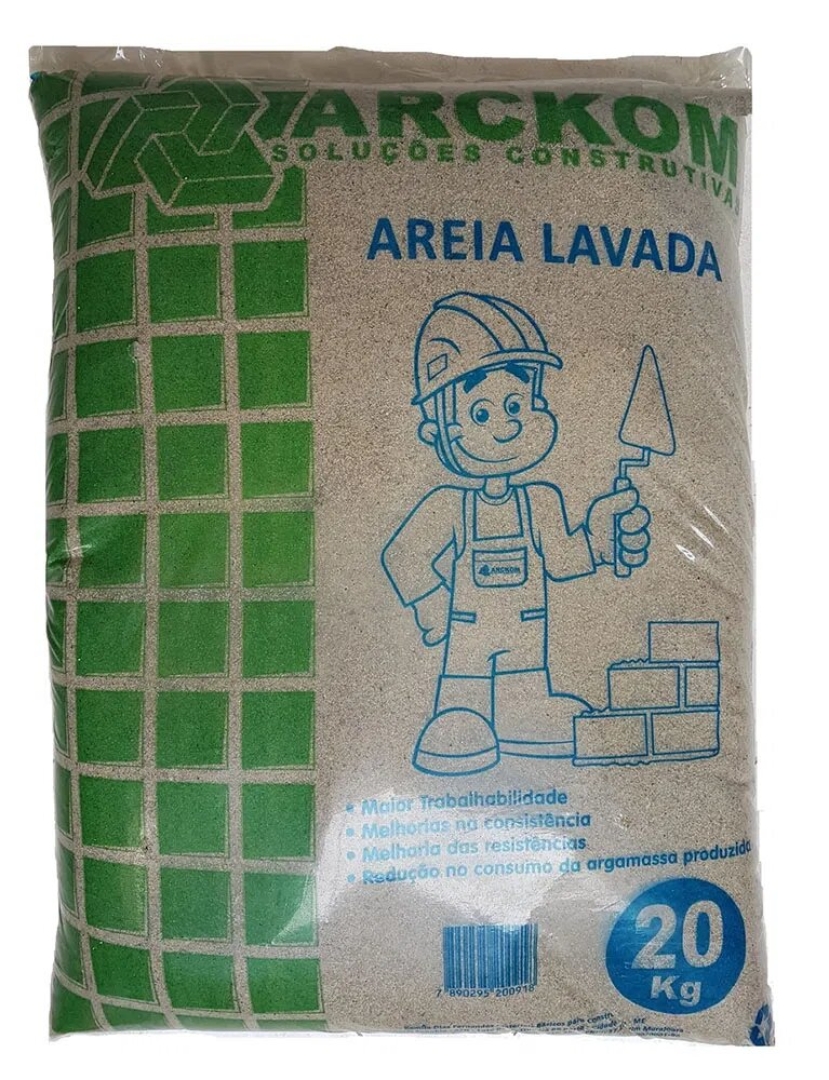 ARCKOM
SOLUÇÕES CONSTRUTIVAS
AREIA LAVADA
ARCKOM
• Maior Trabalhabilidade
• Melhorias na consistência
• Melhoria das resistências
• Redução no consumo da argamassa produzida
20
Kg
7 890295 200918